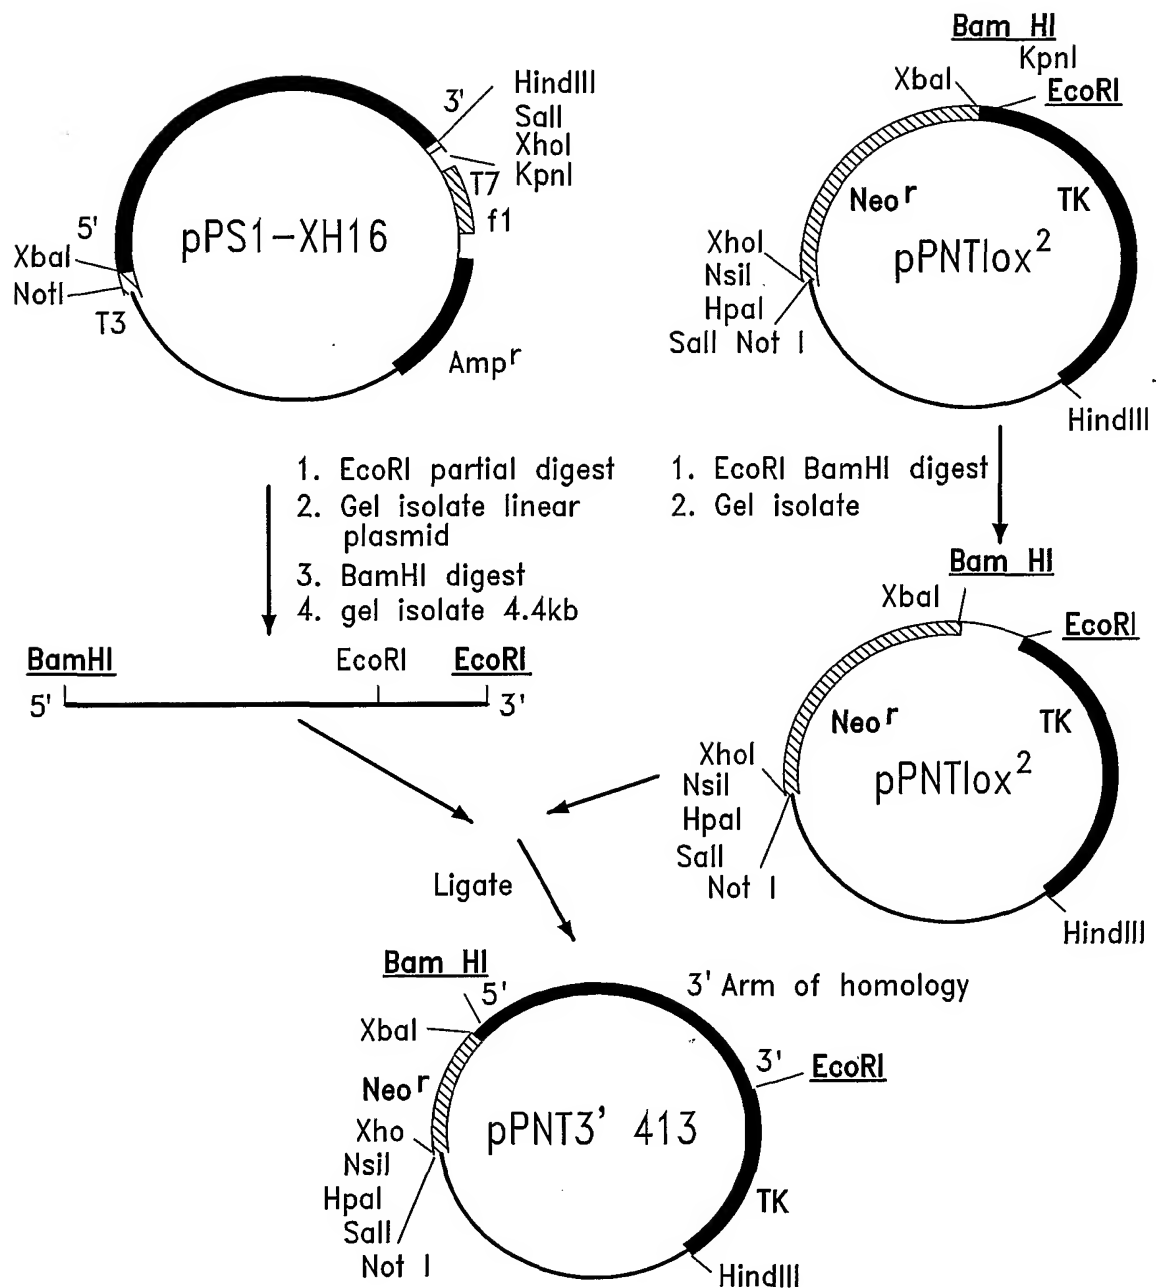 HindIII
SalI
XhoI
KpnI
3'
T7
f1
5'
pPS1-XH16
XbaI
NotI
T3
Amp r
Bam HI
KpnI
XbaI
EcoRI
Neo r
TK
XhoI
pPNTlox 2
NsiI
HpaI
SalI Not I
HindIII
1. EcoRI partial digest
2. Gel isolate linear
plasmid
3. BamHI digest
4. gel isolate 4.4kb
1. EcoRI BamHI digest
2. Gel isolate
BamHI
EcoRI
EcoRI
5'
3'
Bam HI
XbaI
EcoRI
Neo r
TK
XhoI
pPNTlox 2
NsiI
HpaI
SalI
Not I
HindIII
Ligate
Bam HI
5'
3' Arm of homology
XbaI
3'
EcoRI
Neo r
pPNT3' 413
Xho
NsiI
HpaI
SalI
Not I
TK
HindIII